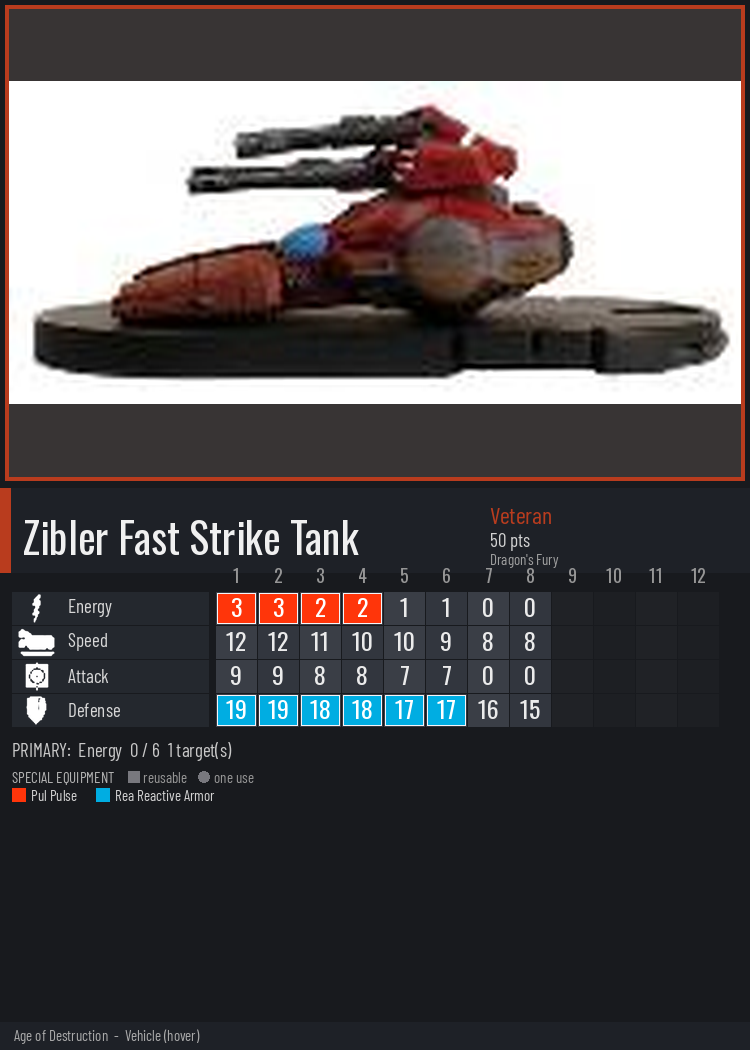 Zibler Fast Strike Tank
Veteran
50 pts
Dragon's Fury
1 2 3 4 5 6 7 8 9 10 11 12
Energy 3 3 2 2 1 1 0 0
Speed 12 12 11 10 10 9 8 8
Attack 9 9 8 8 7 7 0 0
Defense 19 19 18 18 17 17 16 15
PRIMARY: Energy 0 / 6 1 target(s)
SPECIAL EQUIPMENT reusable one use
Pul Pulse Rea Reactive Armor
Age of Destruction - Vehicle (hover)